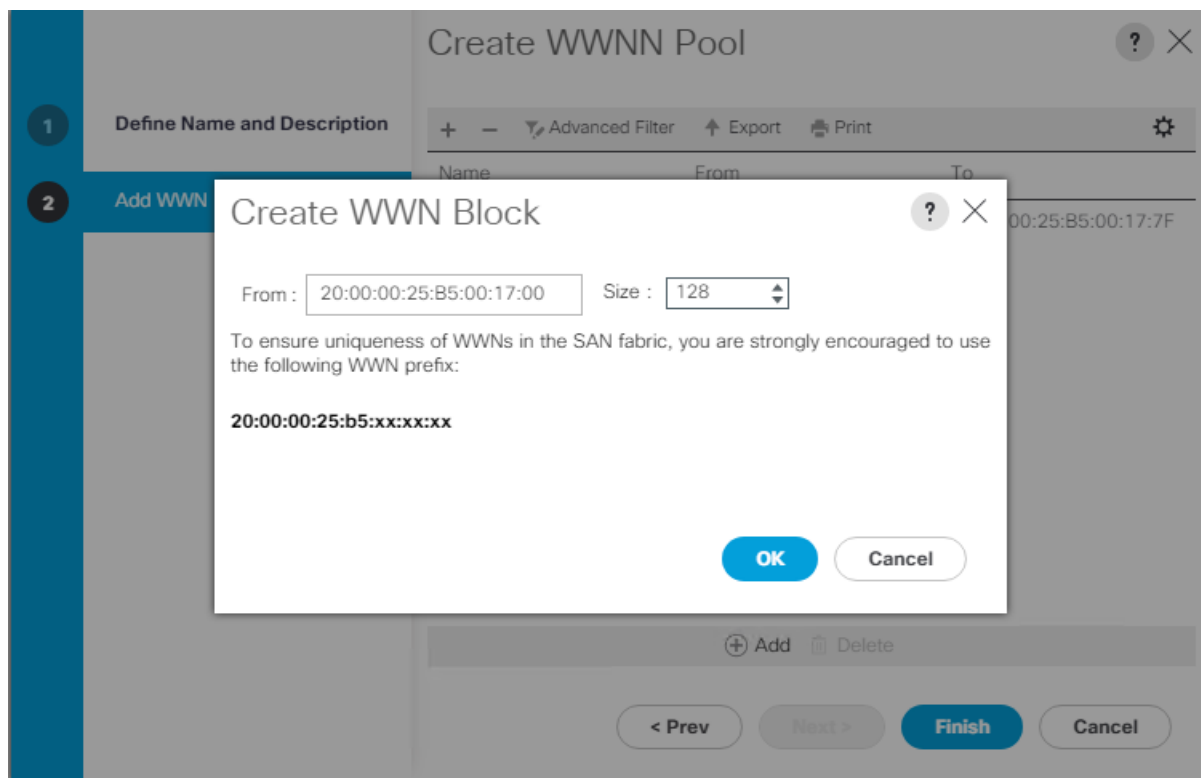 Create WWNN Pool
?
1 Define Name and Description
+ − Advanced Filter Export Print
Name From To
2 Add WWN
00:25:B5:00:17:7F
Create WWN Block
?
From : 20:00:00:25:B5:00:17:00 Size : 128
To ensure uniqueness of WWNs in the SAN fabric, you are strongly encouraged to use
the following WWN prefix:
20:00:00:25:b5:xx:xx:xx
OK Cancel
Add Delete
< Prev Next > Finish Cancel